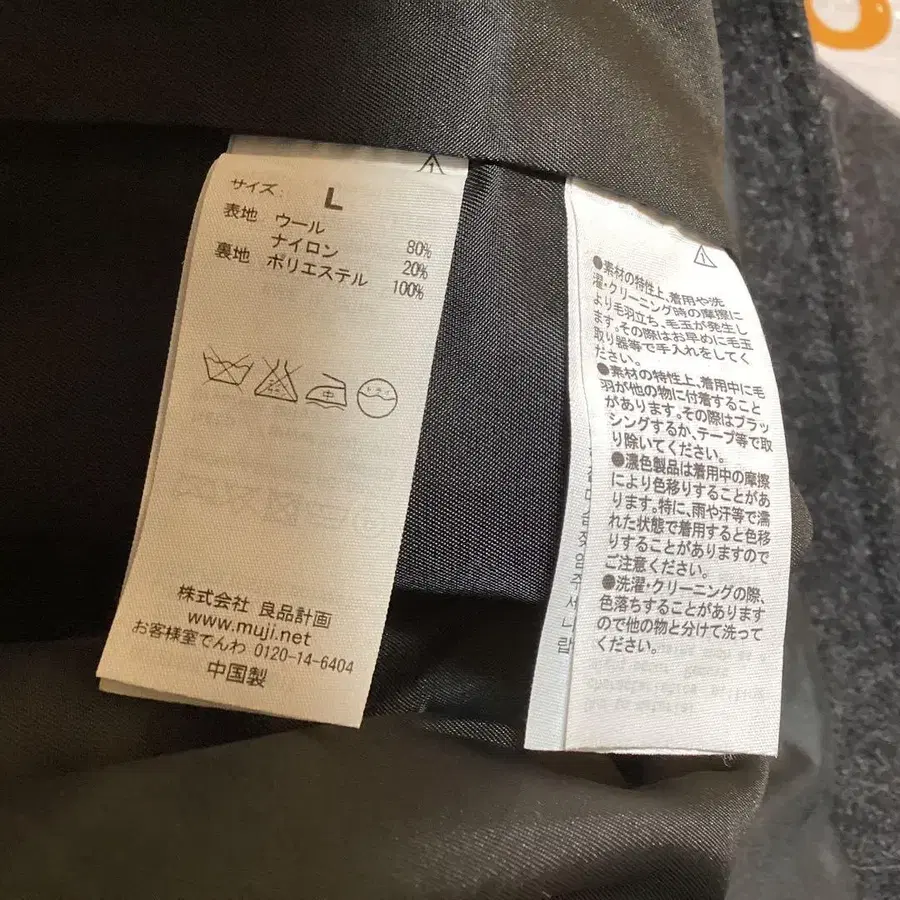 サイズ： L
表地 ウール 80%
ナイロン 20%
裏地 ポリエステル 100%
中
ドライ
株式会社 良品計画
www.muji.net
お客様室でんわ 0120-14-6404
中国製
1
●素材の特性上、着用や洗
濯・クリーニング時の摩擦に
より毛羽立ち、毛玉が発生し
ます。その際はお早めに毛玉
取り器等で手入れをしてく
ださい。
●素材の特性上、着用中に毛
羽が他の物に付着すること
があります。その際はブラッ
シングするか、テープ等で取
り除いてください。
●濃色製品は着用中の摩擦
により色移りすることがあ
ります。特に、雨や汗等で濡
れた状態で着用すると色移
りすることがありますので
ご注意ください。
●洗濯・クリーニングの際、
色落ちすることがあります
ので他の物と分けて洗って
ください。